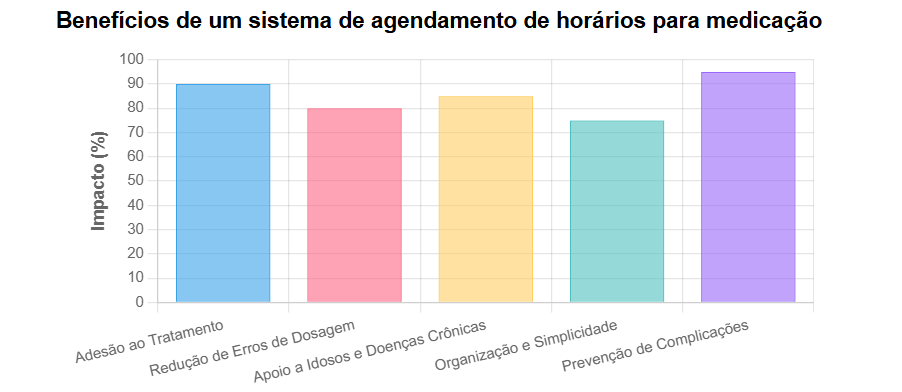 Benefícios de um sistema de agendamento de horários para medicação
Impacto (%)
100
90
80
70
60
50
40
30
20
10
0
Adesão ao Tratamento
Redução de Erros de Dosagem
Apoio a Idosos e Doenças Crônicas
Organização e Simplicidade
Prevenção de Complicações